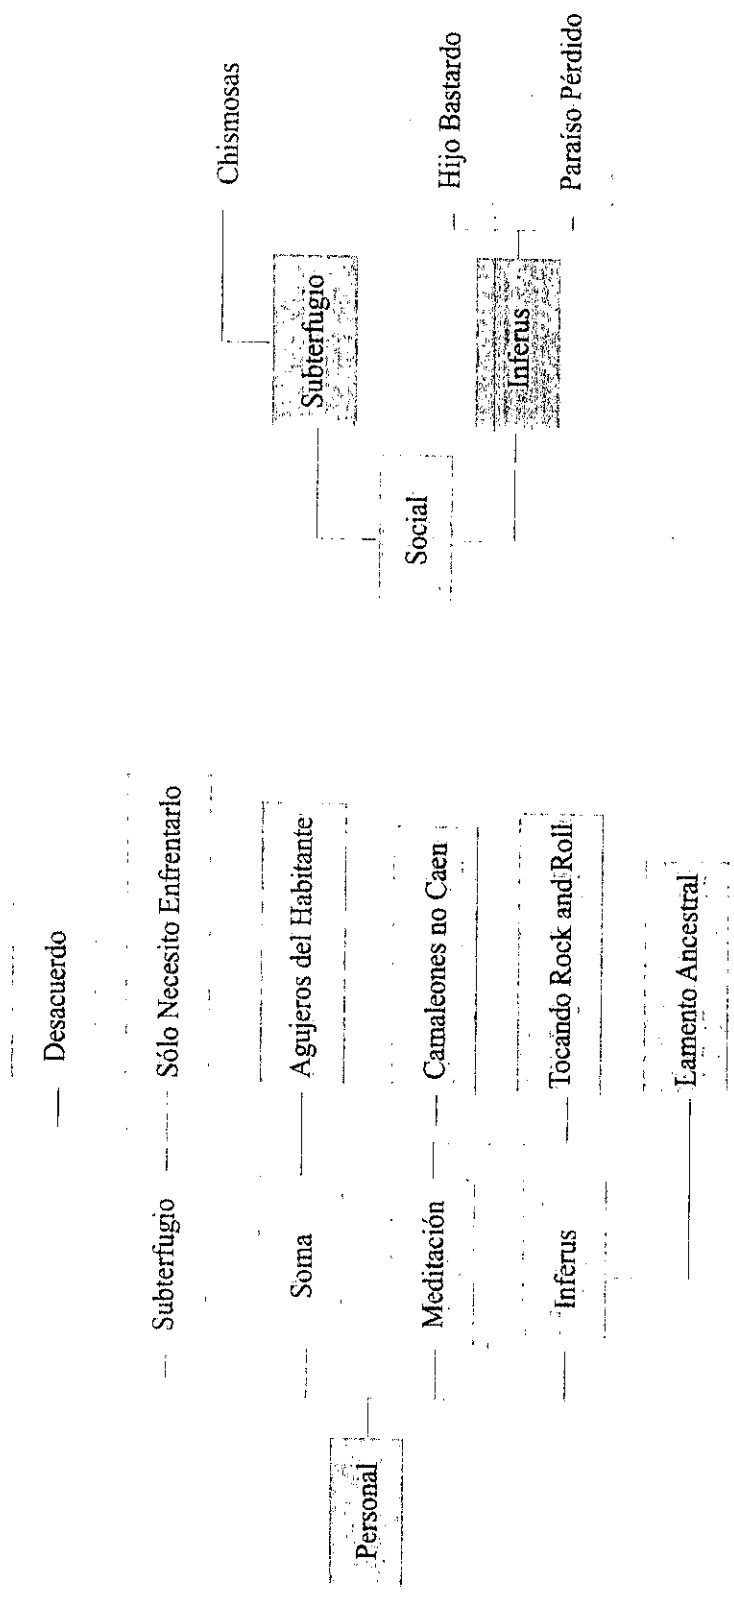 Desacuerdo
Subterfugio
Sólo Necesito Enfrentarlo
Soma
Agujeros del Habitante
Personal
Meditación
Camaleones no Caen
Inferus
Tocando Rock and Roll
Lamento Ancestral
Chismosas
Subterfugio
Social
Hijo Bastardo
Inferus
Paraíso Pérdido